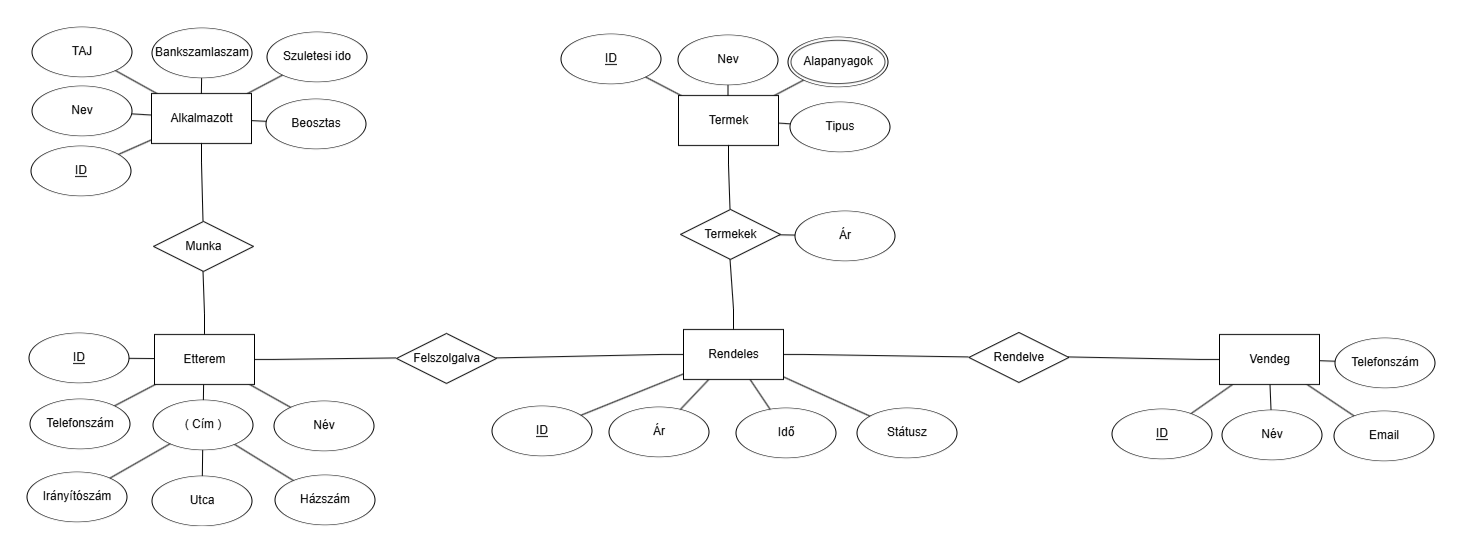 TAJ
Bankszamlaszam
Szuletesi ido
Nev
Alkalmazott
Beosztas
ID
Munka
ID
Nev
Alapanyagok
Termek
Tipus
Termekek
Ár
ID
Etterem
Felszolgalva
Rendeles
Rendelve
Vendeg
Telefonszám
Telefonszám
( Cím )
Név
ID
Ár
Idő
Státusz
ID
Név
Email
Irányítószám
Utca
Házszám